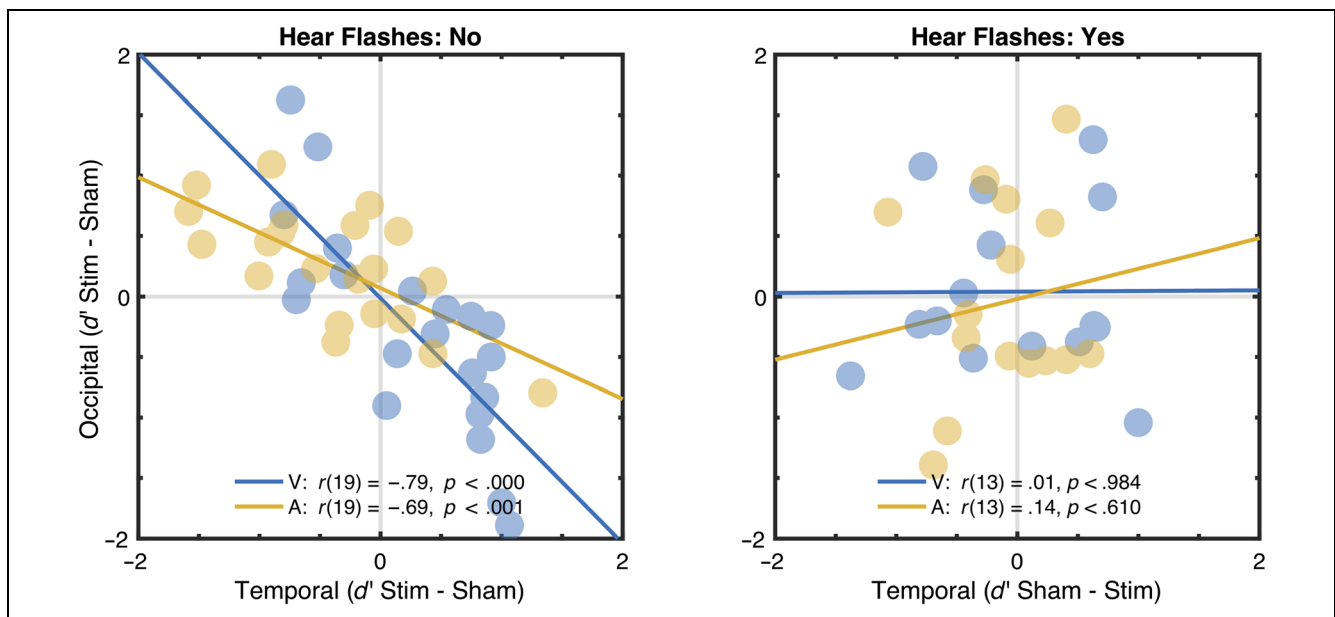 Hear Flashes: No
2
0
−2
−2
0
2
Occipital (d' Stim - Sham)
V: r(19) = −.79, p < .000
A: r(19) = −.69, p < .001
Temporal (d' Stim - Sham)
Hear Flashes: Yes
2
0
−2
−2
0
2
V: r(13) = .01, p < .984
A: r(13) = .14, p < .610
Temporal (d' Sham - Stim)